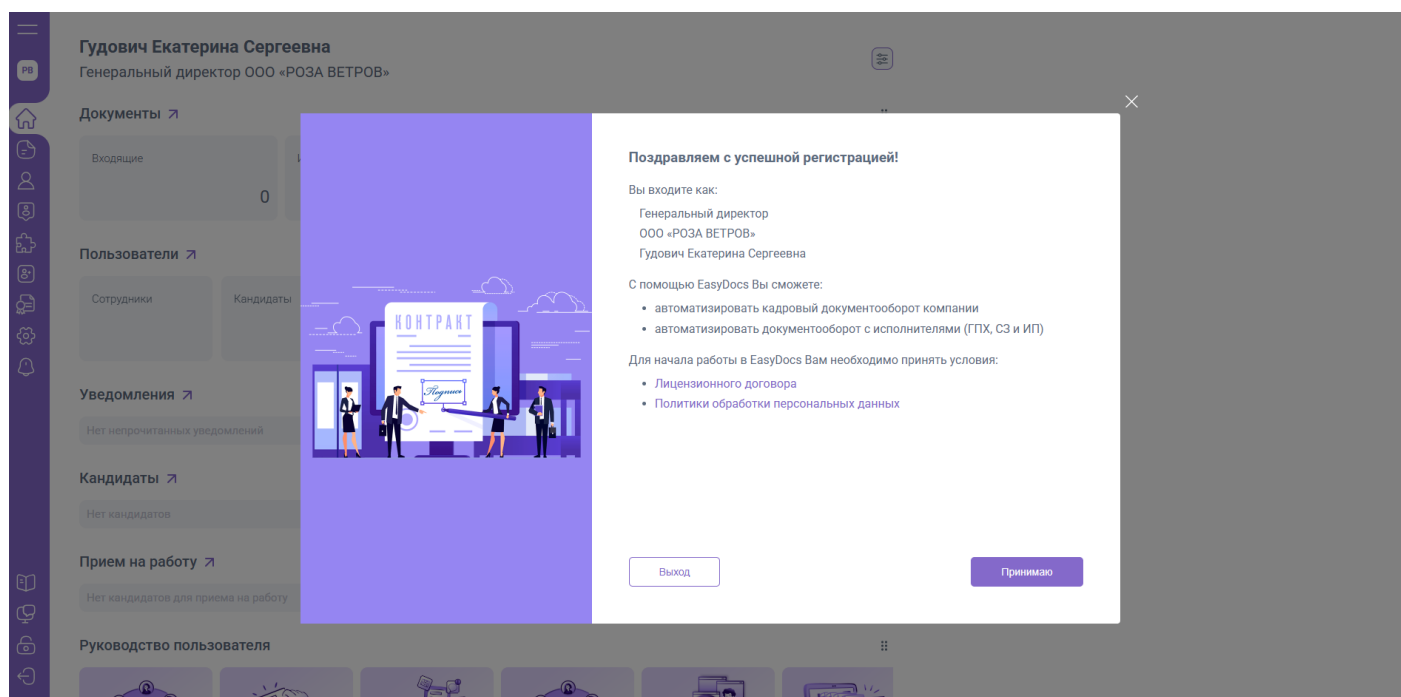 Гудович Екатерина Сергеевна
РВ
Генеральный директор ООО «РОЗА ВЕТРОВ»
Документы
Входящие
0
Пользователи
Сотрудники
Кандидаты
Уведомления
Нет непрочитанных уведомлений
Кандидаты
Нет кандидатов
Прием на работу
Нет кандидатов для приема на работу
Руководство пользователя
КОНТРАКТ
Подпись
Поздравляем с успешной регистрацией!
Вы входите как:
Генеральный директор
ООО «РОЗА ВЕТРОВ»
Гудович Екатерина Сергеевна
С помощью EasyDocs Вы сможете:
• автоматизировать кадровый документооборот компании
• автоматизировать документооборот с исполнителями (ГПХ, СЗ и ИП)
Для начала работы в EasyDocs Вам необходимо принять условия:
• Лицензионного договора
• Политики обработки персональных данных
Выход
Принимаю